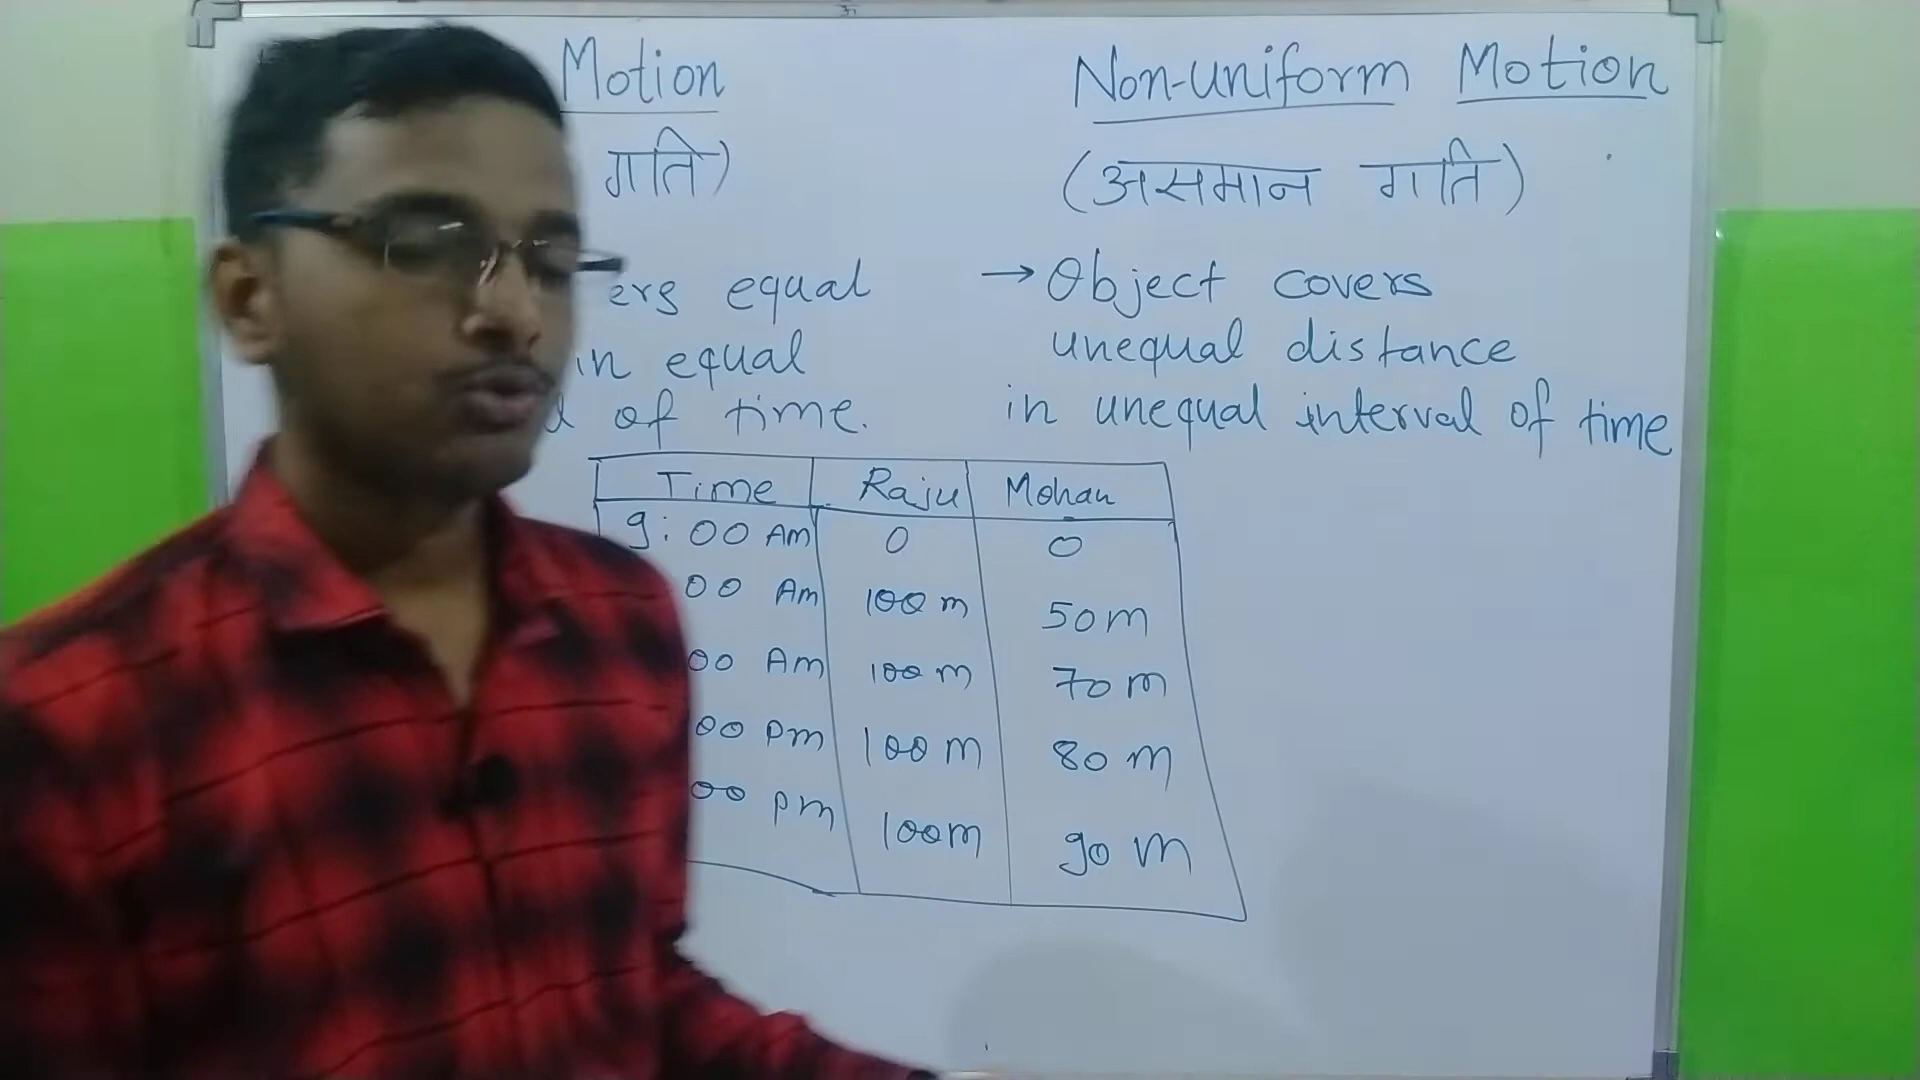 Motion
Non-uniform Motion
गति)
(असमान गति)
ers equal
in equal
of time.
→ Object covers
unequal distance
in unequal interval of time
Time Raju Mohan
9:00 Am 0 0
00 Am 100 m 50 m
00 Am 100 m 70 m
00 pm 100 m 80 m
00 pm 100 m 90 m